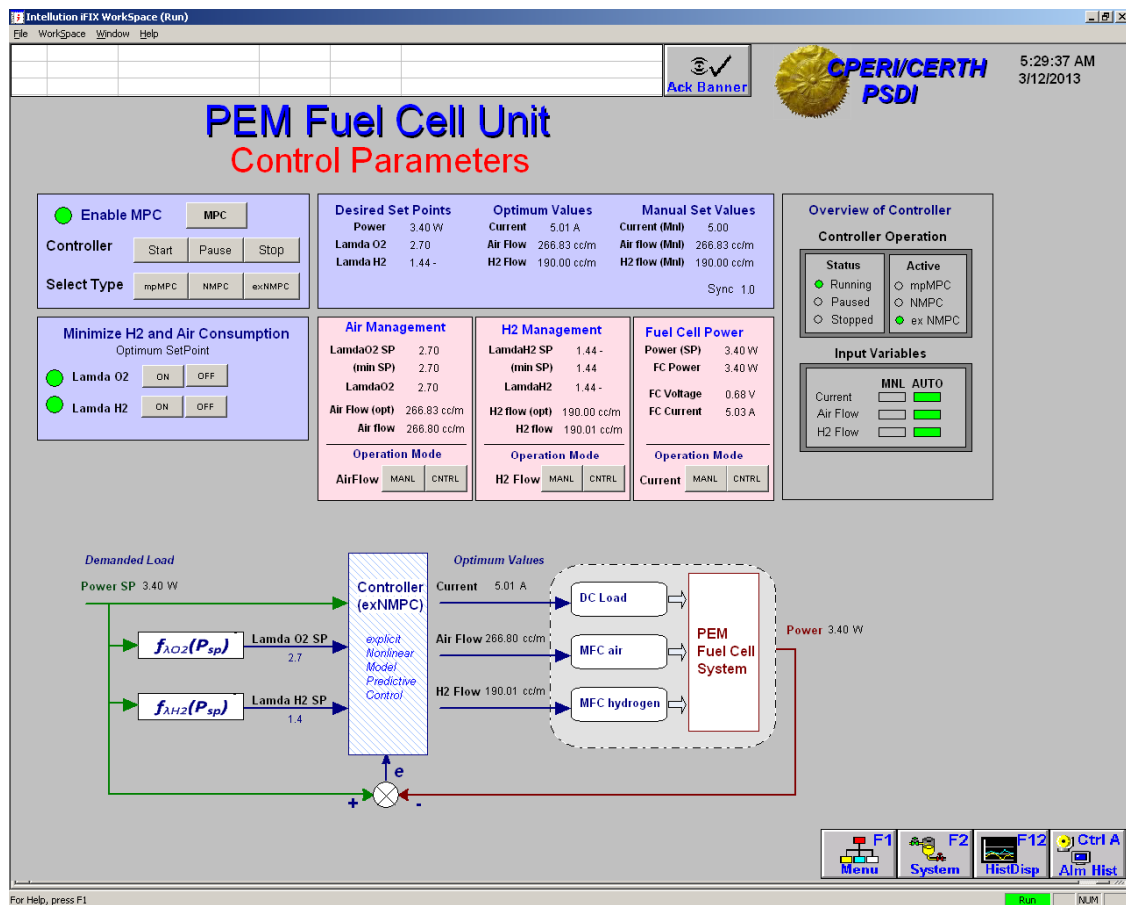 Intellution iFIX WorkSpace (Run)
File WorkSpace Window Help
Ack Banner
CPERI/CERTH
PSDI
5:29:37 AM
3/12/2013
PEM Fuel Cell Unit
Control Parameters
Enable MPC MPC
Controller Start Pause Stop
Select Type mpMPC NMPC exNMPC
Desired Set Points Optimum Values Manual Set Values
Power 3.40 W Current 5.01 A Current (Mnl) 5.00
Lamda O2 2.70 Air Flow 266.83 cc/m Air flow (Mnl) 266.83 cc/m
Lamda H2 1.44 - H2 Flow 190.00 cc/m H2 flow (Mnl) 190.00 cc/m
Sync 1.0
Overview of Controller
Controller Operation
Status Active
Running mpMPC
Paused NMPC
Stopped ex NMPC
Input Variables
MNL AUTO
Current
Air Flow
H2 Flow
Minimize H2 and Air Consumption
Optimum SetPoint
Lamda O2 ON OFF
Lamda H2 ON OFF
Air Management
LamdaO2 SP 2.70
(min SP) 2.70
LamdaO2 2.70
Air Flow (opt) 266.83 cc/m
Air flow 266.80 cc/m
Operation Mode
AirFlow MANL CNTRL
H2 Management
LamdaH2 SP 1.44 -
(min SP) 1.44
LamdaH2 1.44 -
H2 flow (opt) 190.00 cc/m
H2 flow 190.01 cc/m
Operation Mode
H2 Flow MANL CNTRL
Fuel Cell Power
Power (SP) 3.40 W
FC Power 3.40 W
FC Voltage 0.68 V
FC Current 5.03 A
Operation Mode
Current MANL CNTRL
Demanded Load
Power SP 3.40 W
fλO2(Psp)
Lamda O2 SP
2.7
fλH2(Psp)
Lamda H2 SP
1.4
Controller
(exNMPC)
explicit
Nonlinear
Model
Predictive
Control
e
+
-
Optimum Values
Current 5.01 A
Air Flow 266.80 cc/m
H2 Flow 190.01 cc/m
DC Load
MFC air
MFC hydrogen
PEM
Fuel Cell
System
Power 3.40 W
F1
Menu
F2
System
F12
HistDisp
Ctrl A
Alm Hist
For Help, press F1
Run NUM